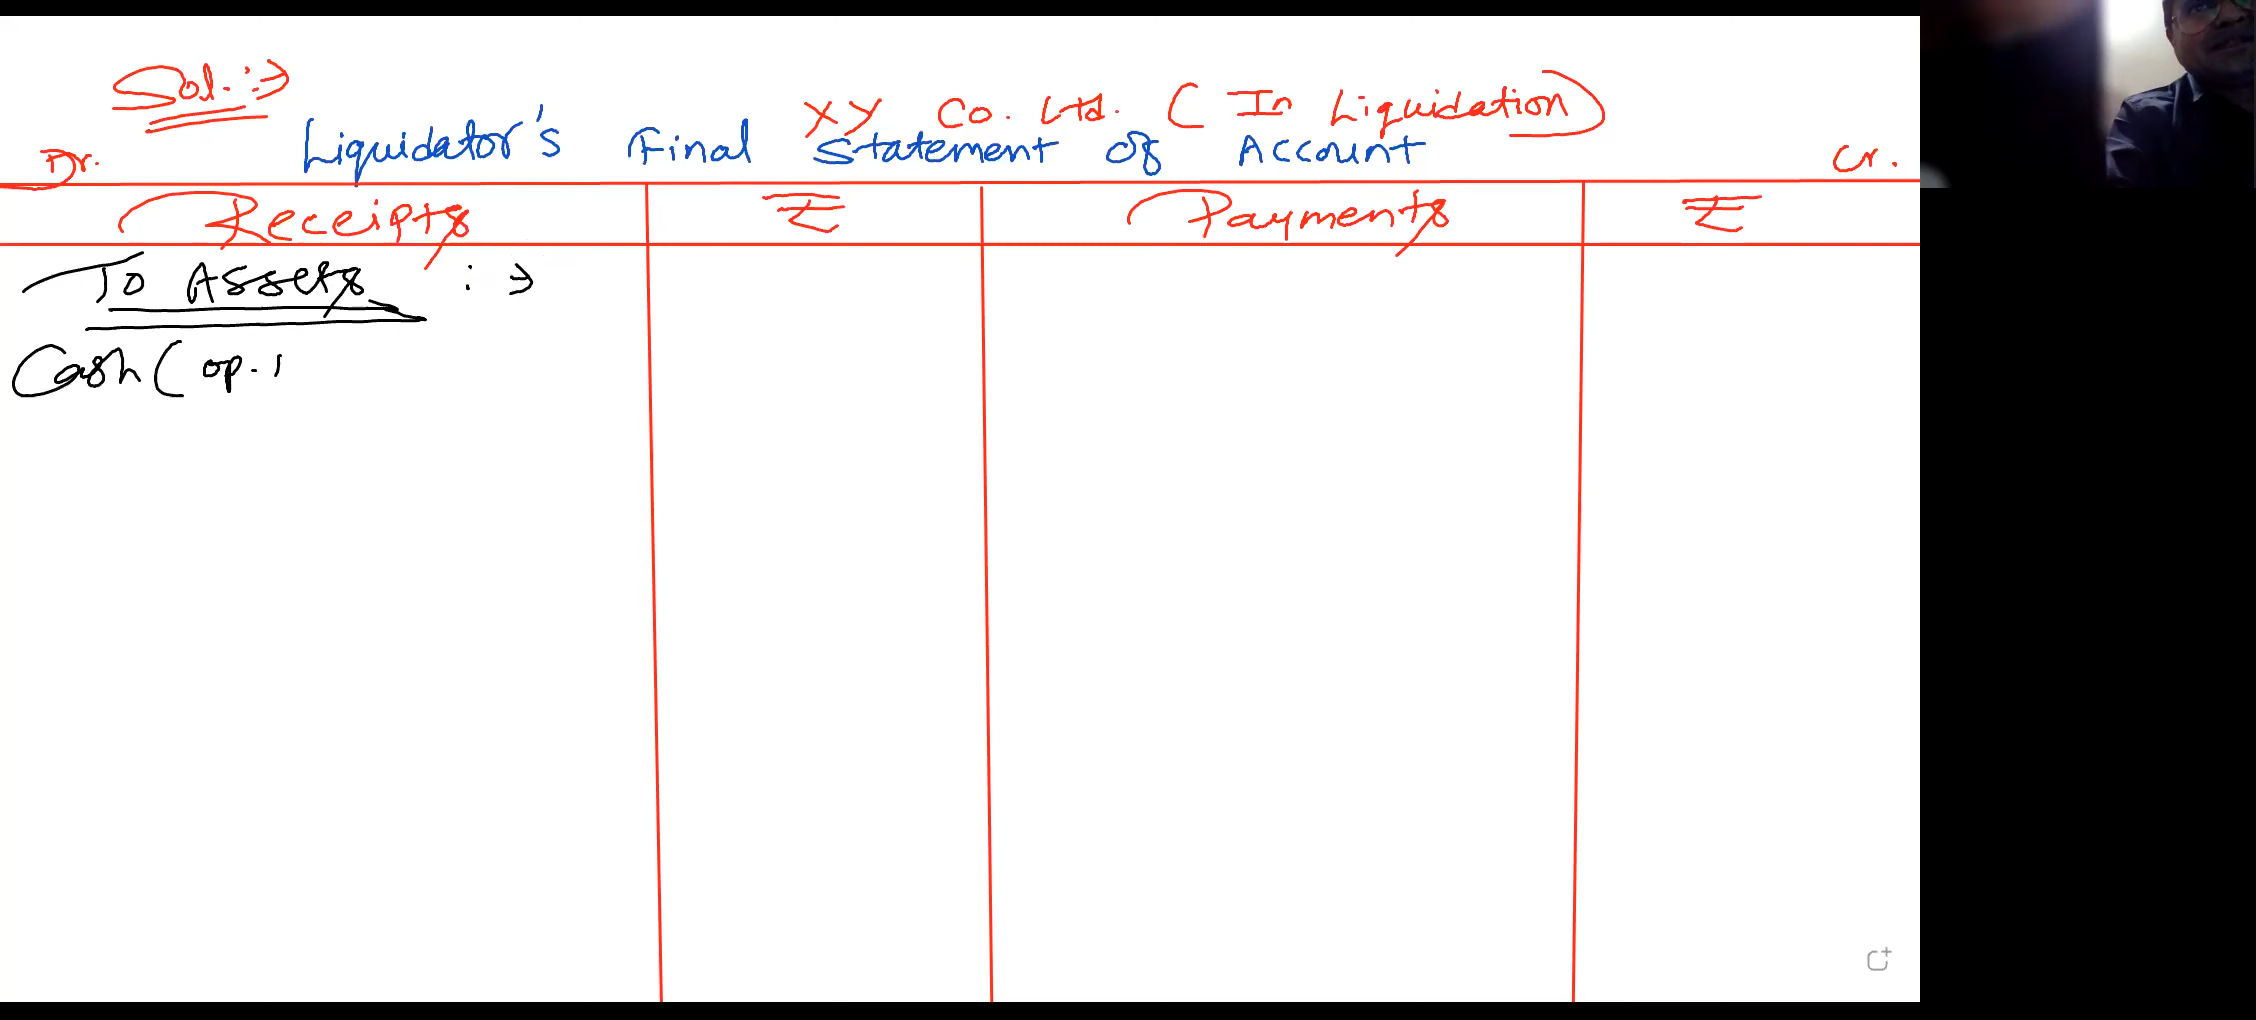 Sol. :→
XY Co. Ltd. (In Liquidation)
Dr. Liquidator's Final Statement of Account Cr.
Receipts ₹ Payments ₹
To Assets :→
Cash ( op.